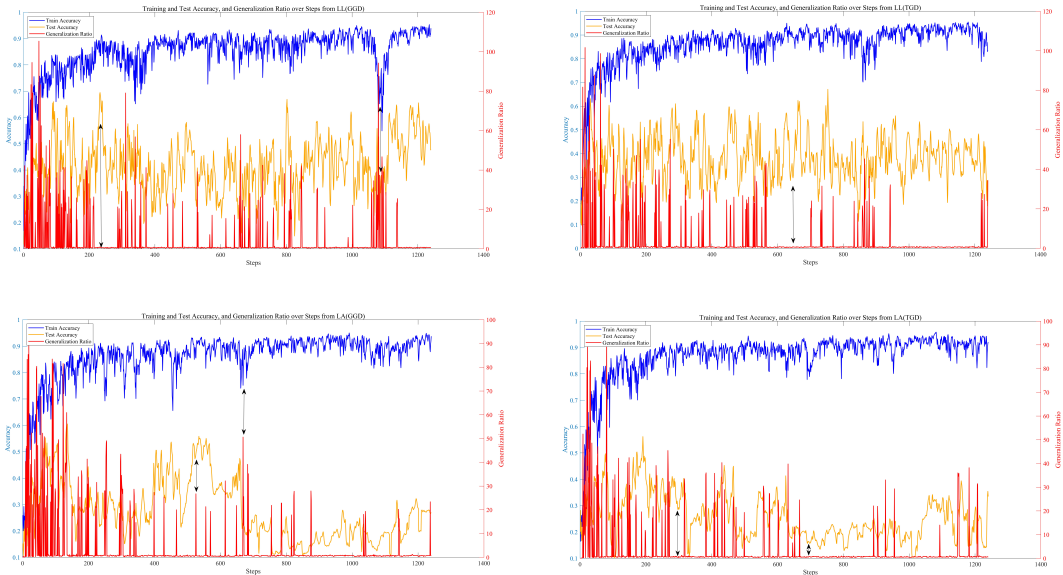 Training and Test Accuracy, and Generalization Ratio over Steps from LL(GGD)
Train Accuracy
Test Accuracy
Generalization Ratio
1
0.9
0.8
0.7
0.6
0.5
0.4
0.3
0.2
0.1
Accuracy
120
100
80
60
40
20
0
Generalization Ratio
0 200 400 600 800 1000 1200 1400
Steps
Training and Test Accuracy, and Generalization Ratio over Steps from LL(TGD)
Train Accuracy
Test Accuracy
Generalization Ratio
1
0.9
0.8
0.7
0.6
0.5
0.4
0.3
0.2
0.1
Accuracy
120
100
80
60
40
20
0
Generalization Ratio
0 200 400 600 800 1000 1200 1400
Steps
Training and Test Accuracy, and Generalization Ratio over Steps from LA(GGD)
Train Accuracy
Test Accuracy
Generalization Ratio
1
0.9
0.8
0.7
0.6
0.5
0.4
0.3
0.2
0.1
Accuracy
100
90
80
70
60
50
40
30
20
10
0
Generalization Ratio
0 200 400 600 800 1000 1200 1400
Steps
Training and Test Accuracy, and Generalization Ratio over Steps from LA(TGD)
Train Accuracy
Test Accuracy
Generalization Ratio
1
0.9
0.8
0.7
0.6
0.5
0.4
0.3
0.2
0.1
Accuracy
100
90
80
70
60
50
40
30
20
10
0
Generalization Ratio
0 200 400 600 800 1000 1200 1400
Steps